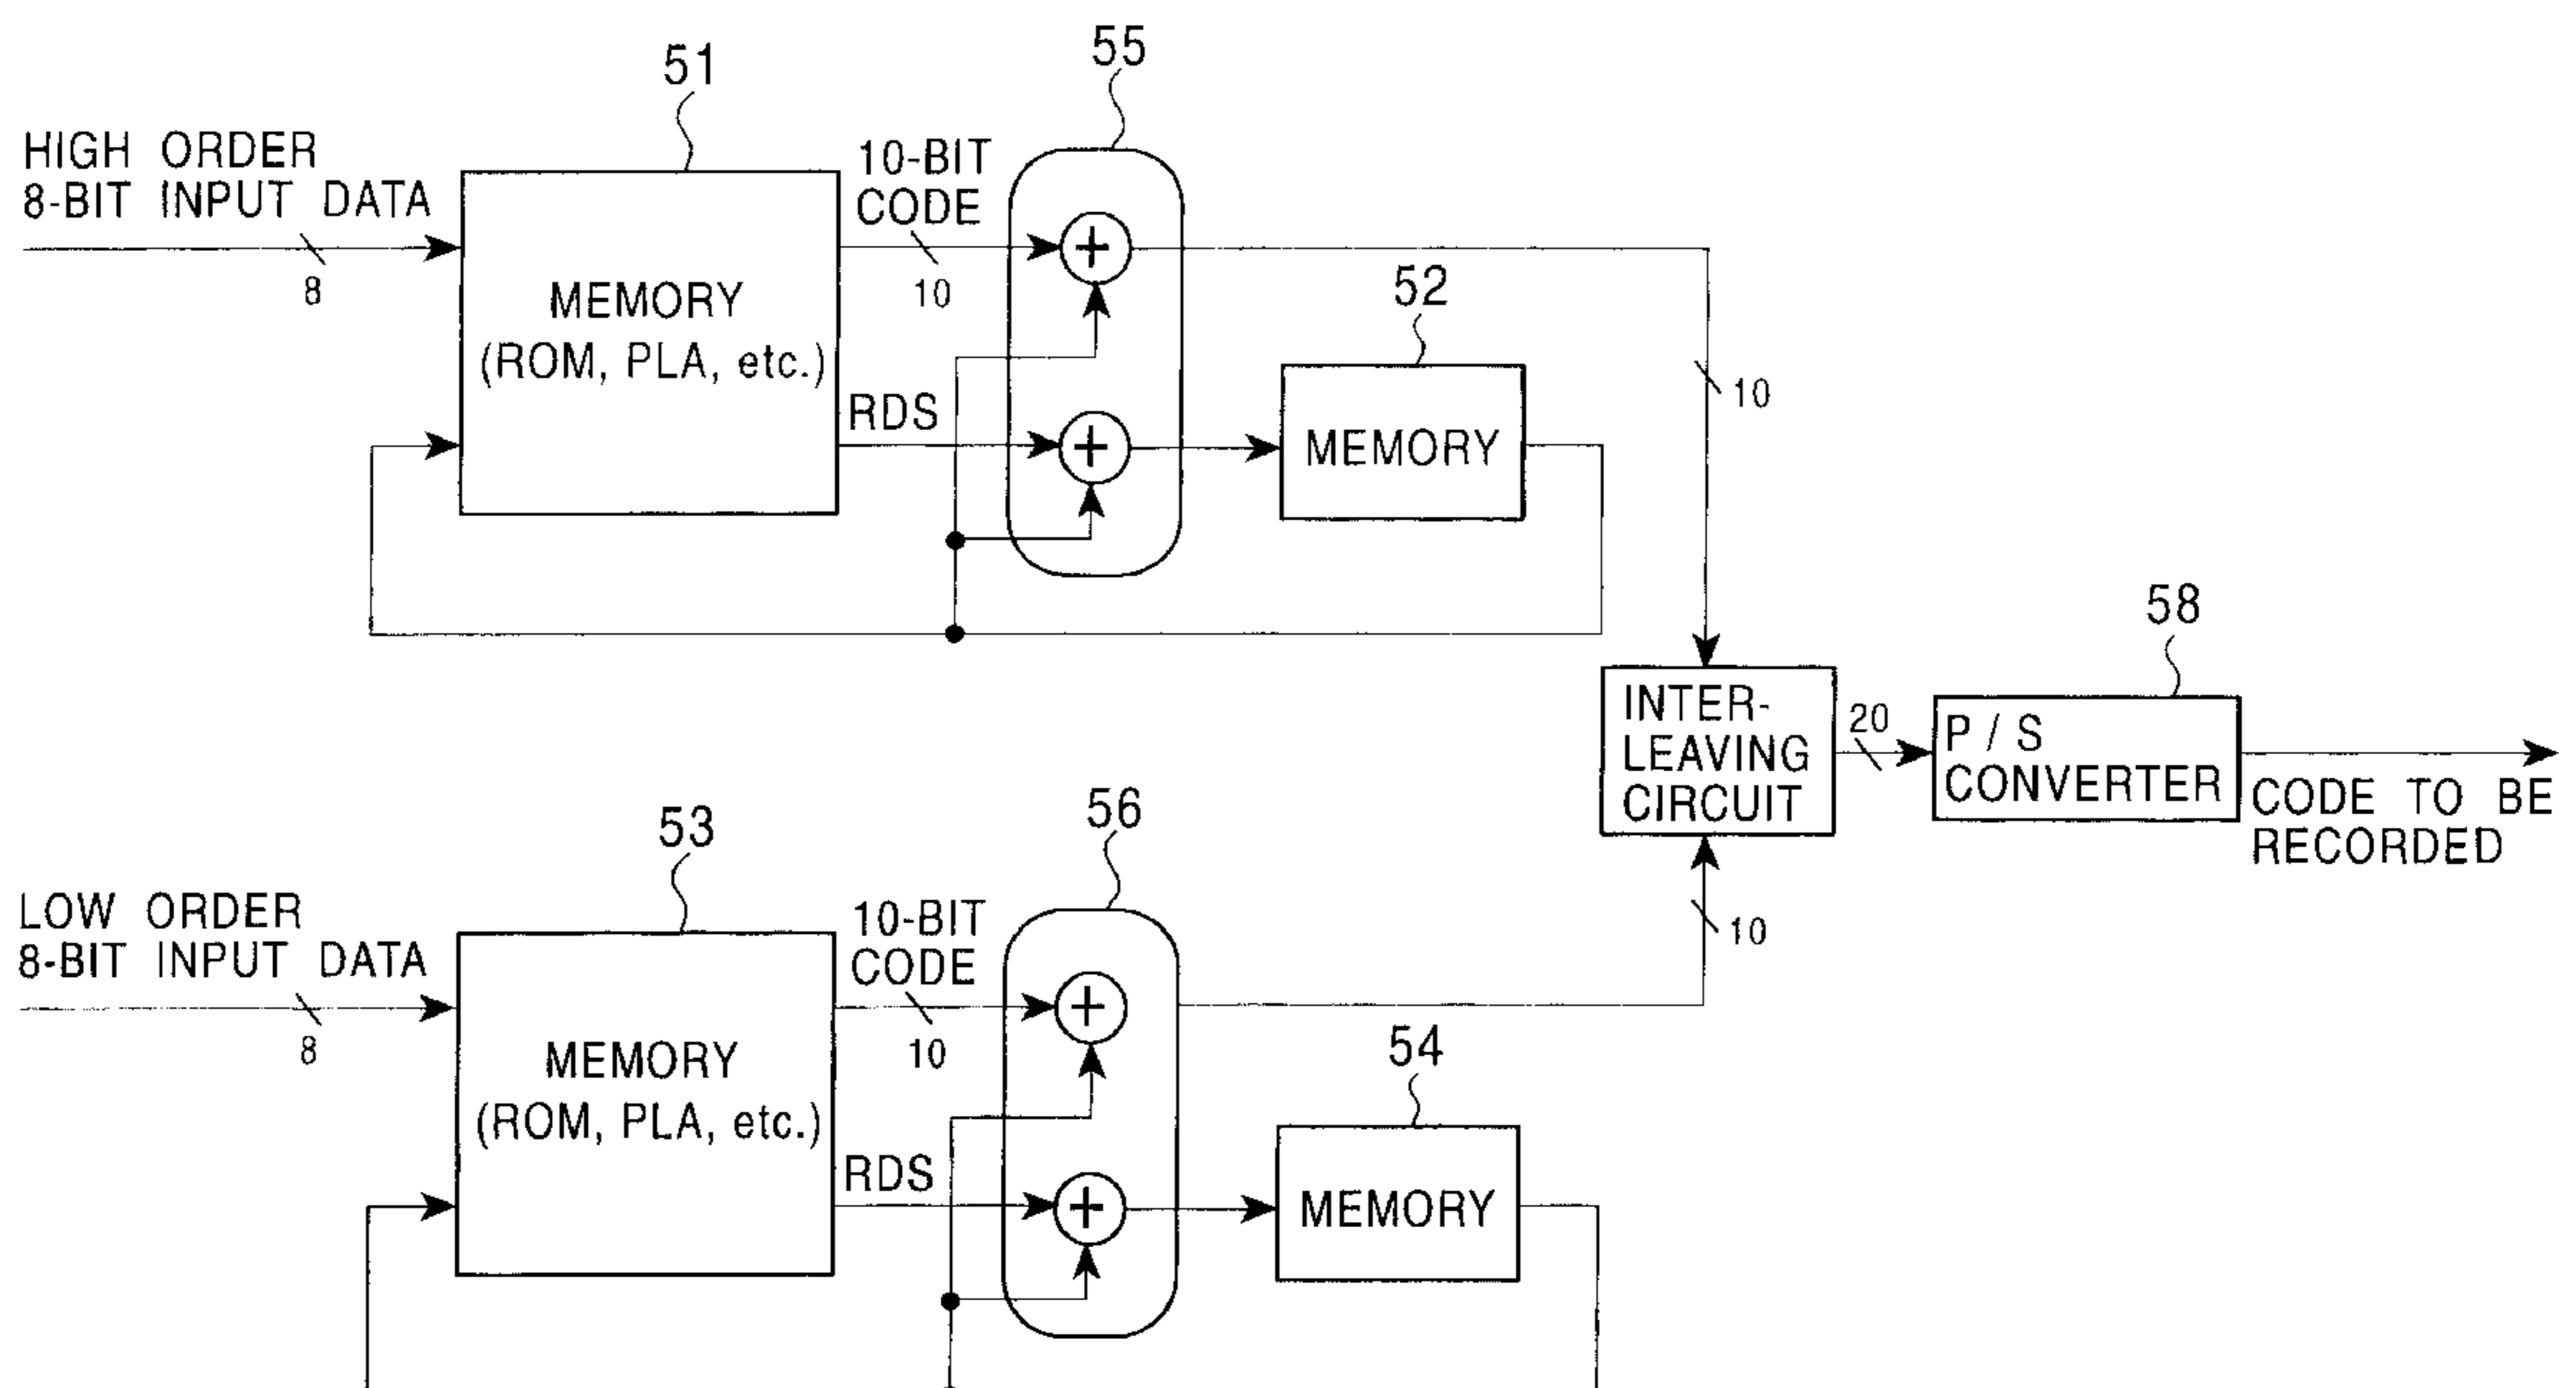 55
51
HIGH ORDER
8-BIT INPUT DATA
8
10-BIT
CODE
10
MEMORY
(ROM, PLA, etc.)
RDS
+
+
52
MEMORY
10
58
INTER-
LEAVING
CIRCUIT
20
P / S
CONVERTER
CODE TO BE
RECORDED
56
53
LOW ORDER
8-BIT INPUT DATA
8
10-BIT
CODE
10
MEMORY
(ROM, PLA, etc.)
RDS
+
+
54
MEMORY
10